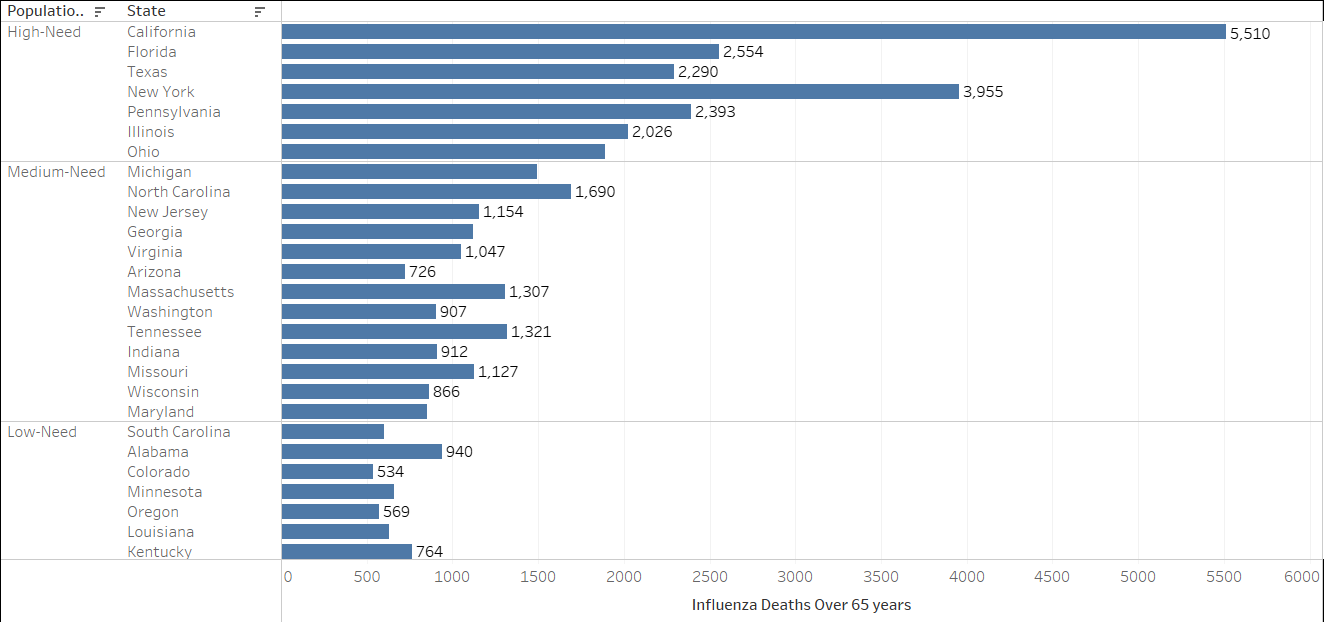 Populatio.. State
High-Need California 5,510
Florida 2,554
Texas 2,290
New York 3,955
Pennsylvania 2,393
Illinois 2,026
Ohio
Medium-Need Michigan
North Carolina 1,690
New Jersey 1,154
Georgia
Virginia 1,047
Arizona 726
Massachusetts 1,307
Washington 907
Tennessee 1,321
Indiana 912
Missouri 1,127
Wisconsin 866
Maryland
Low-Need South Carolina
Alabama 940
Colorado 534
Minnesota
Oregon 569
Louisiana
Kentucky 764
0 500 1000 1500 2000 2500 3000 3500 4000 4500 5000 5500 6000
Influenza Deaths Over 65 years